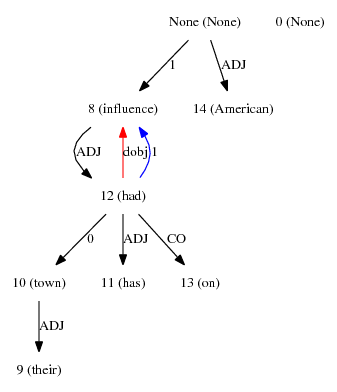 None (None) 0 (None)
1 ADJ
8 (influence) 14 (American)
ADJ dobj 1
12 (had)
0 ADJ CO
10 (town) 11 (has) 13 (on)
ADJ
9 (their)